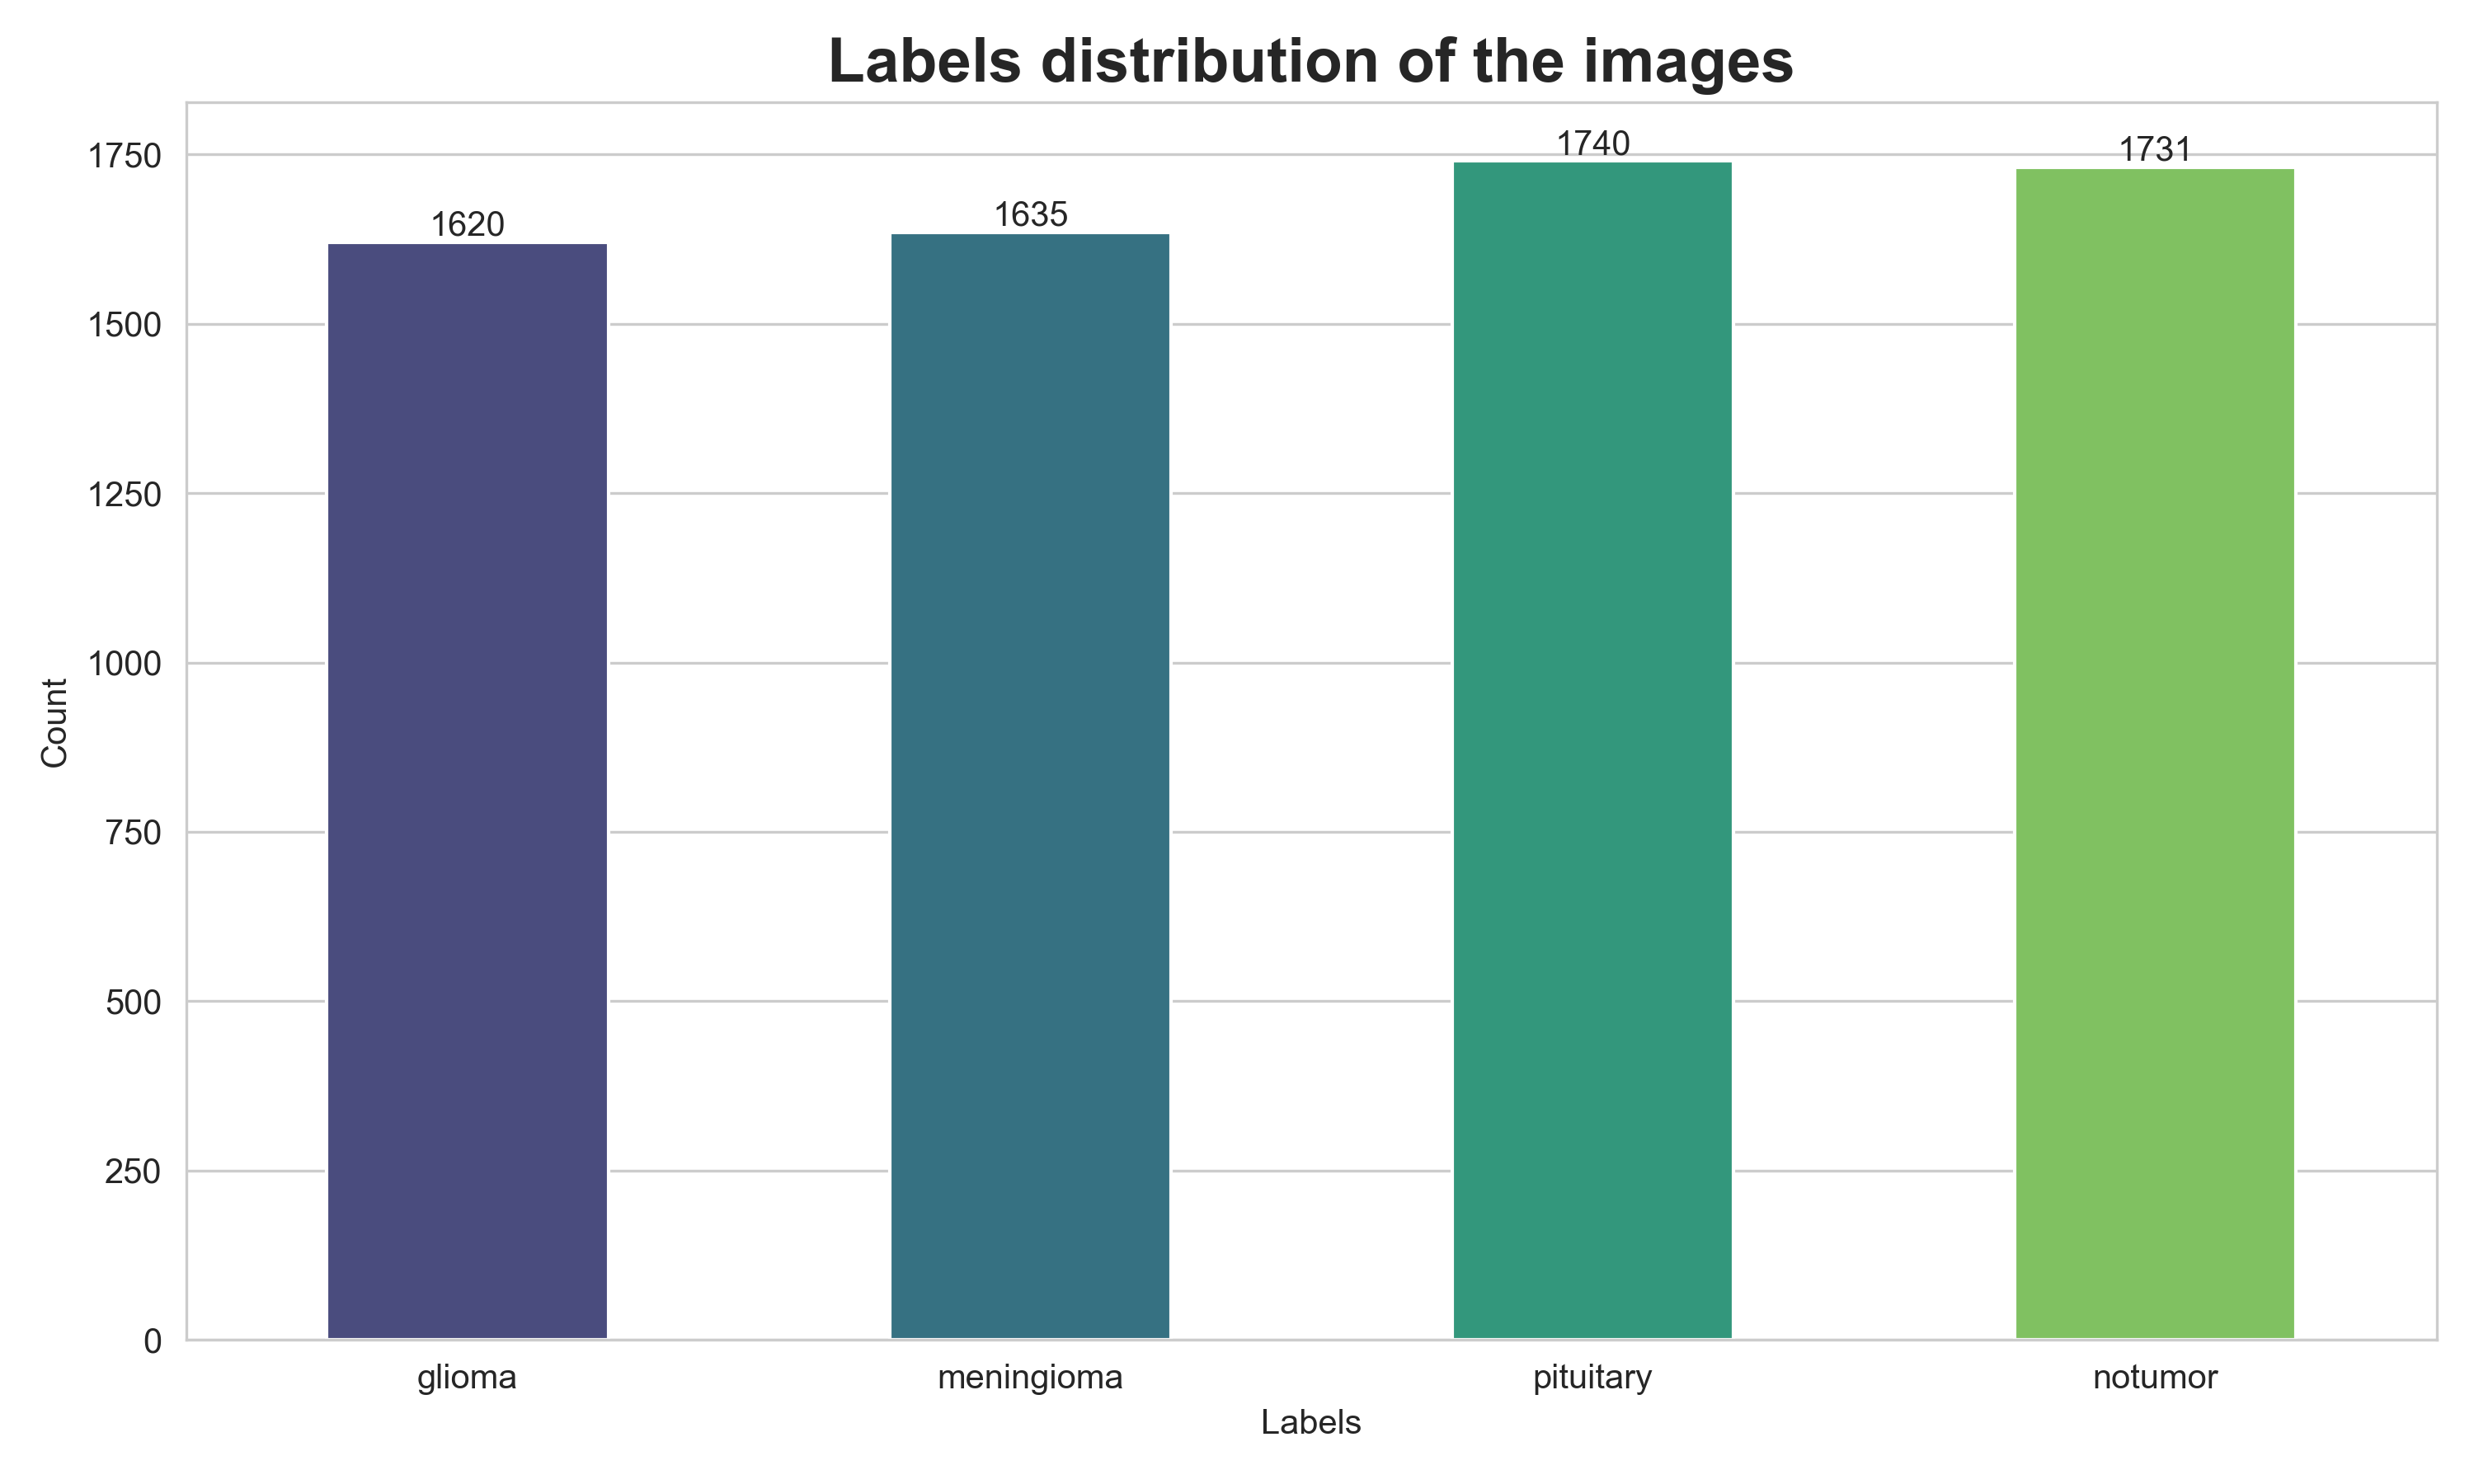 Labels distribution of the images
1750
1500
1250
1000
750
500
250
0
Count
1620
1635
1740
1731
glioma
meningioma
pituitary
notumor
Labels